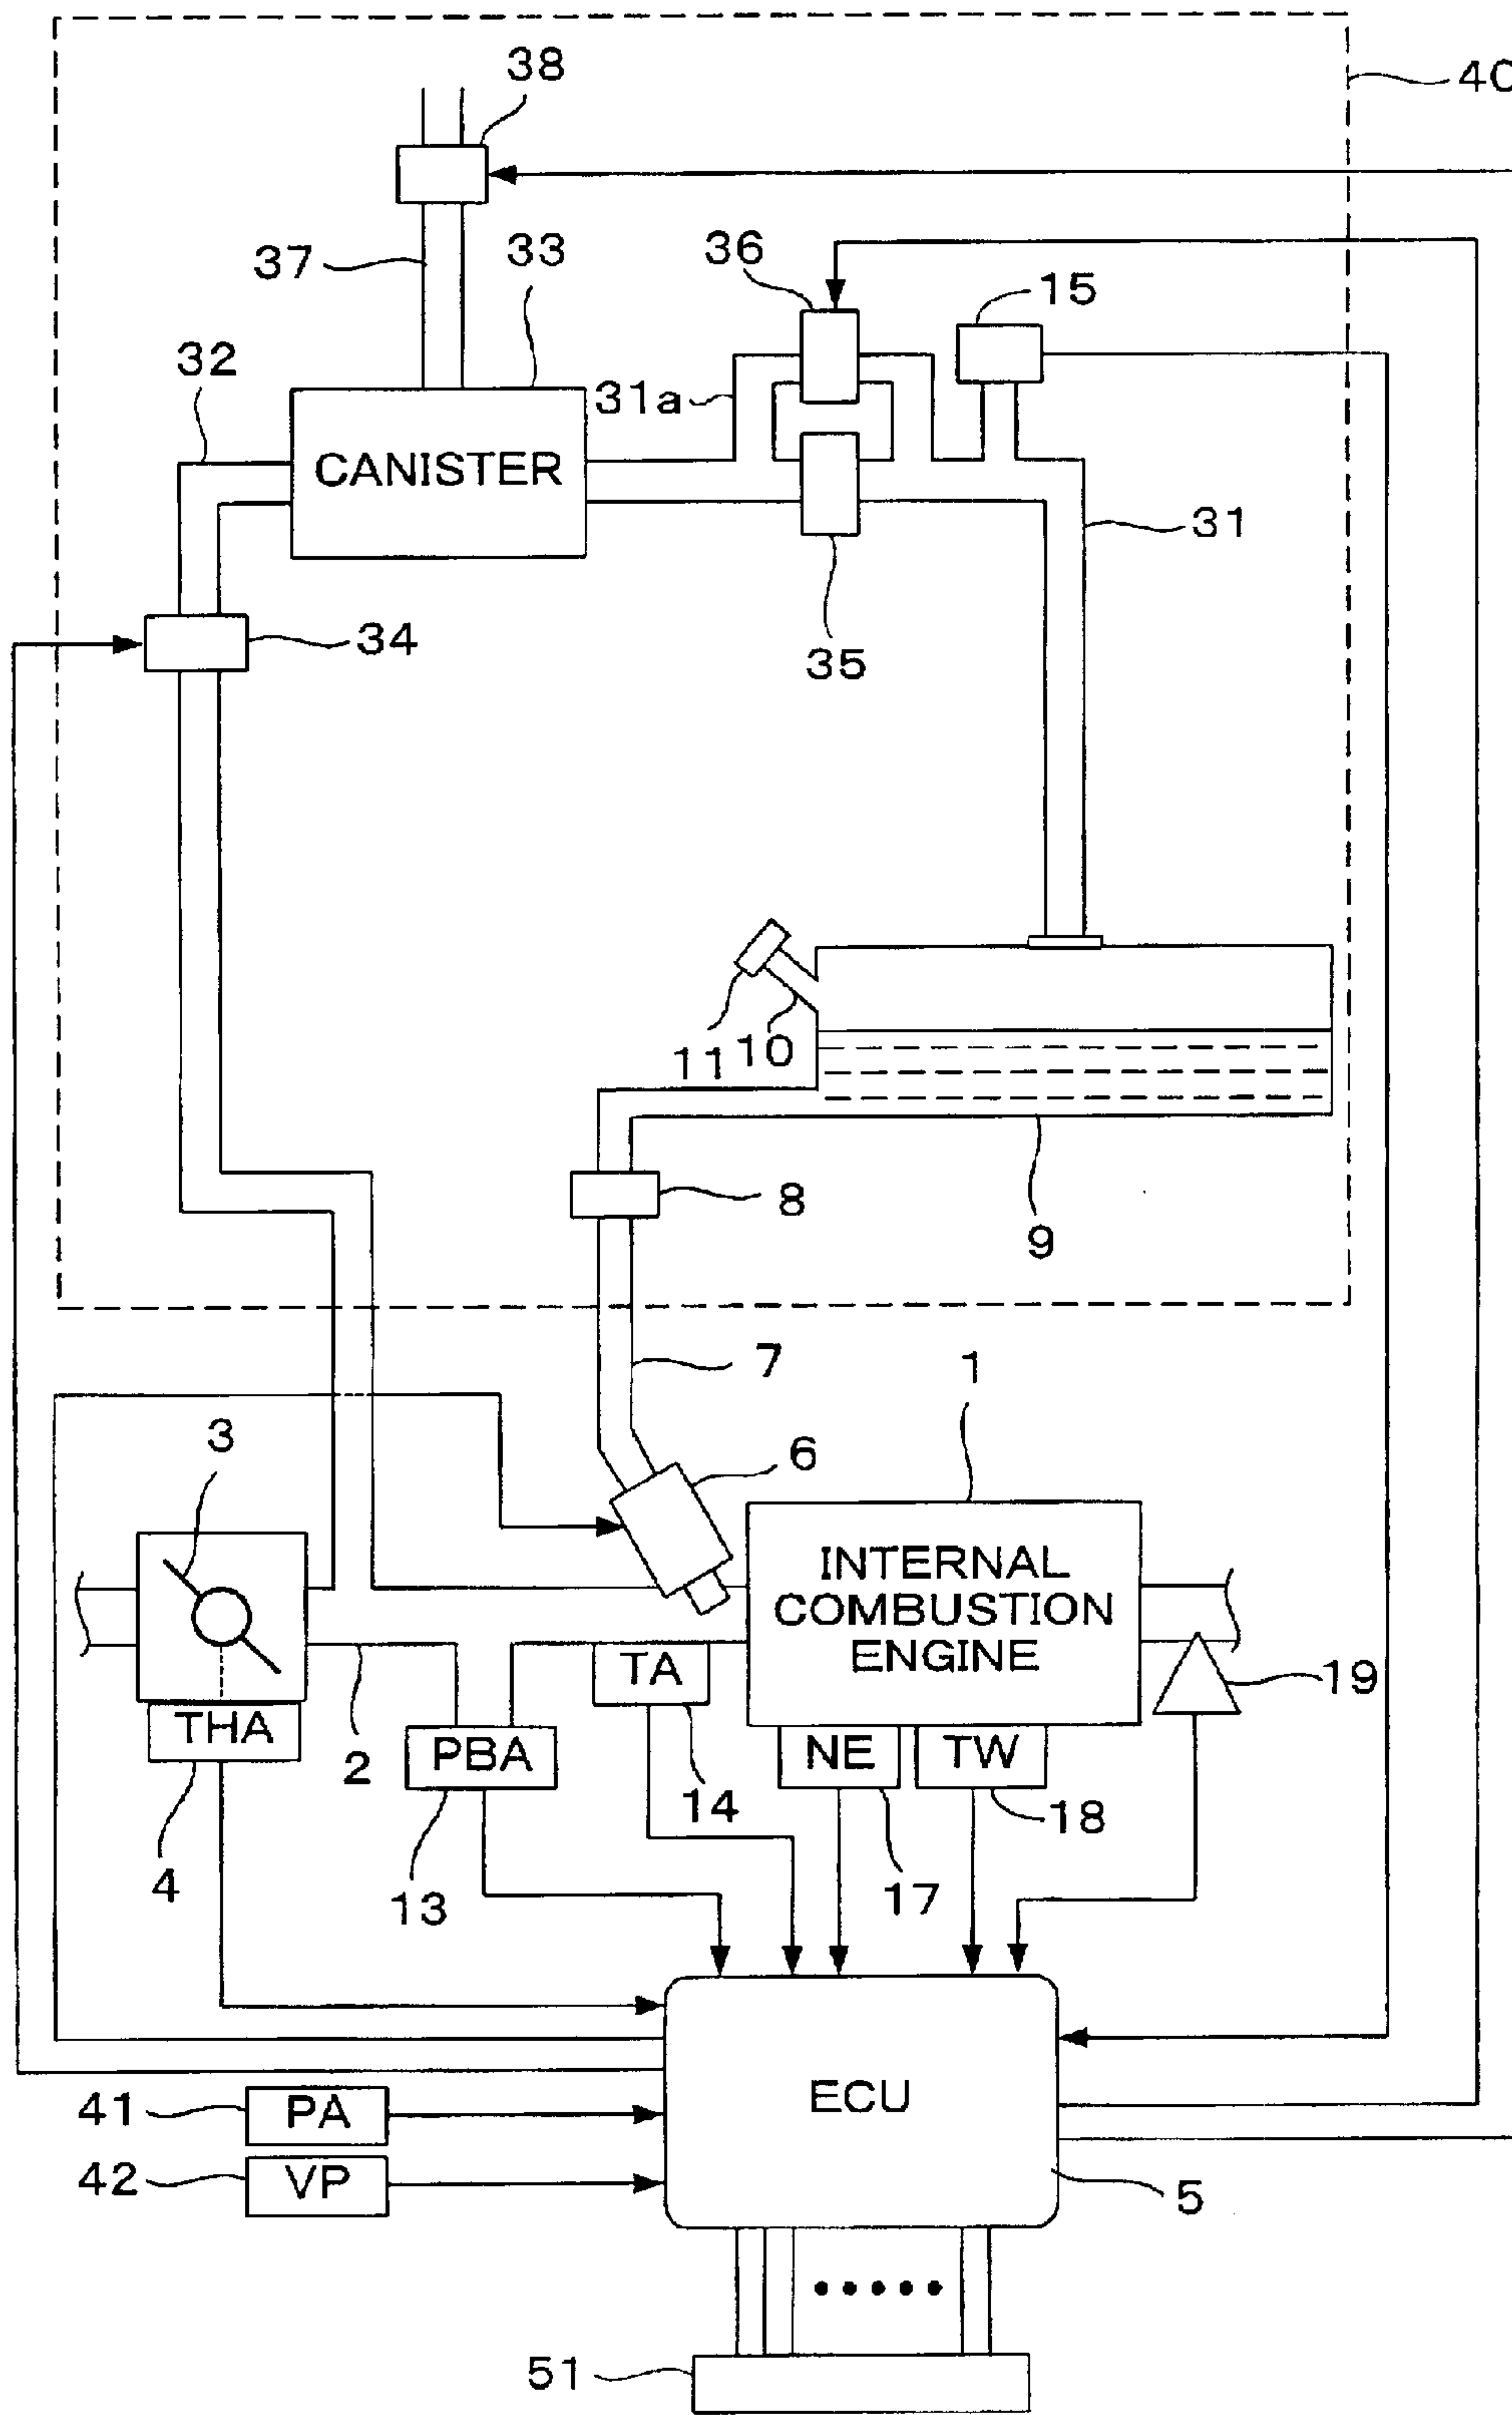 38
40
37
33
36
15
32
31a
CANISTER
31
34
35
11
10
8
9
7
1
3
6
INTERNAL
COMBUSTION
ENGINE
TA
19
THA
2
PBA
NE
TW
14
18
4
13
17
ECU
41
PA
42
VP
5
51